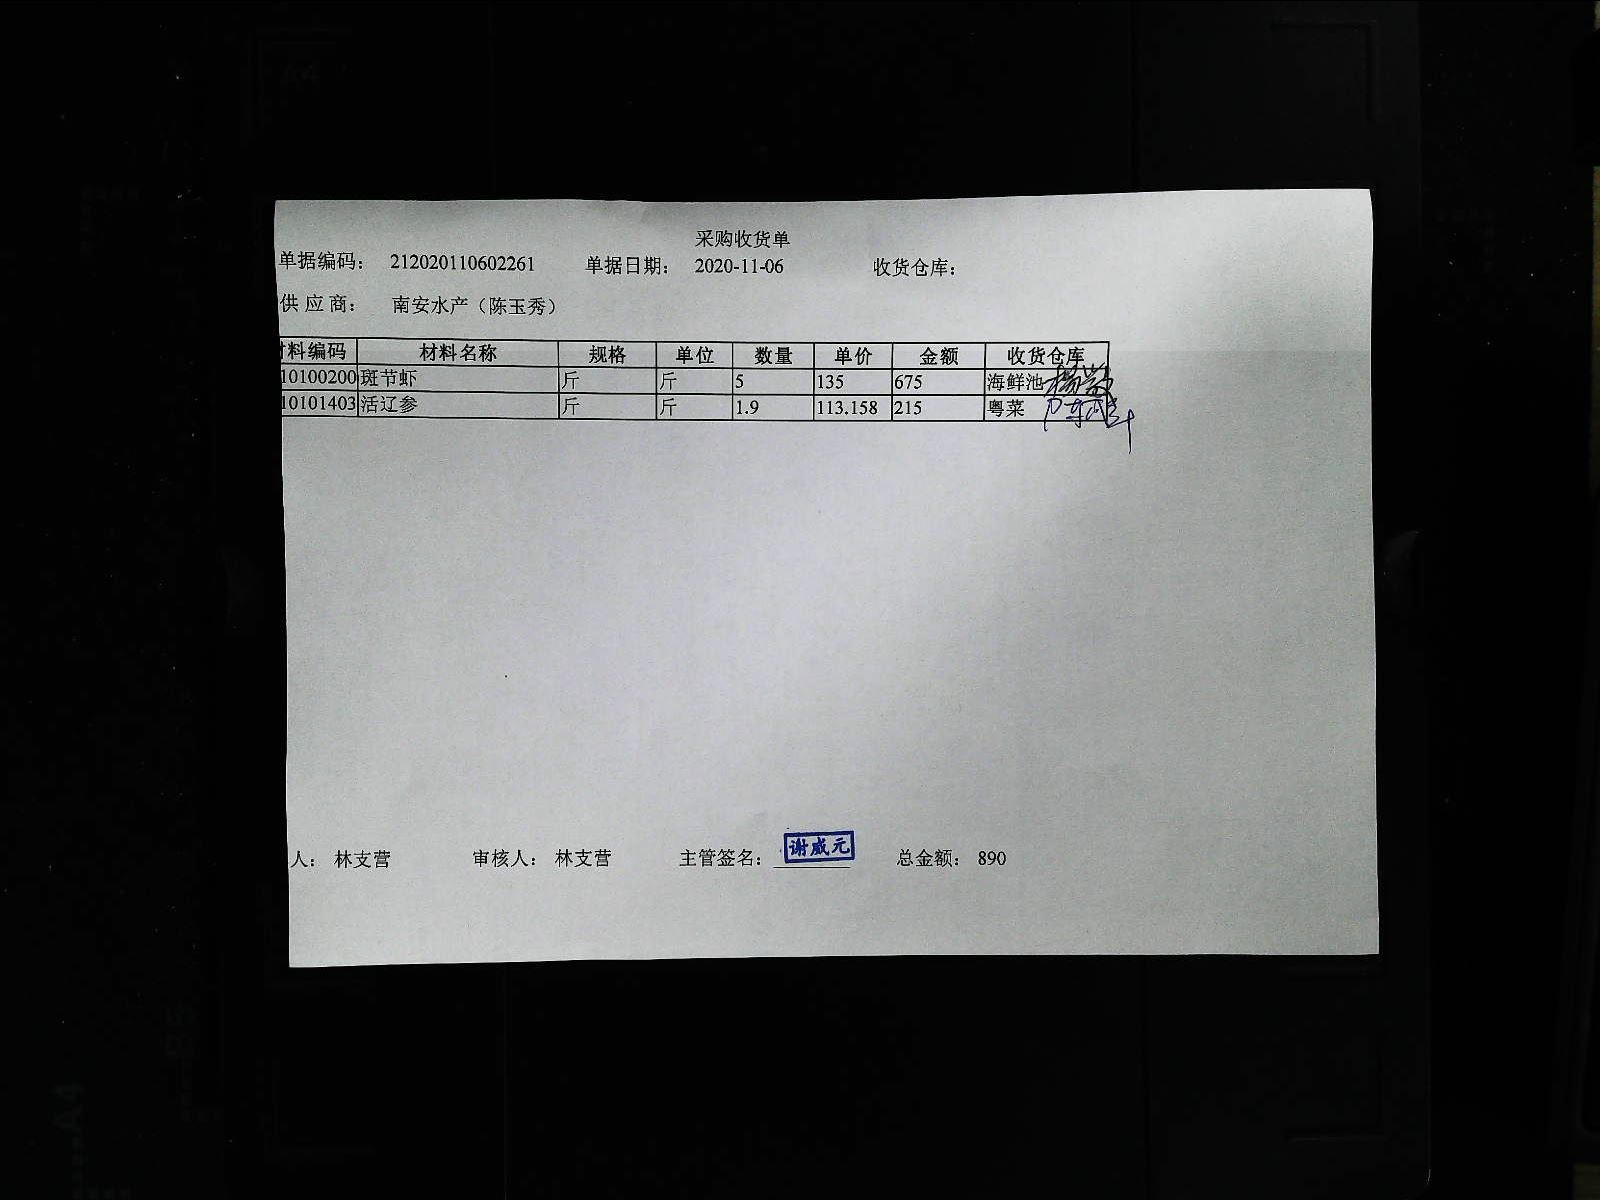 采购收货单
单据编码： 212020110602261 单据日期： 2020-11-06 收货仓库：
供应商： 南安水产（陈玉秀）
材料编码 材料名称 规格 单位 数量 单价 金额 收货仓库
10100200 斑节虾 斤 斤 5 135 675 海鲜池
10101403 活辽参 斤 斤 1.9 113.158 215 粤菜
人： 林支营 审核人： 林支营 主管签名： 谢威元 总金额： 890